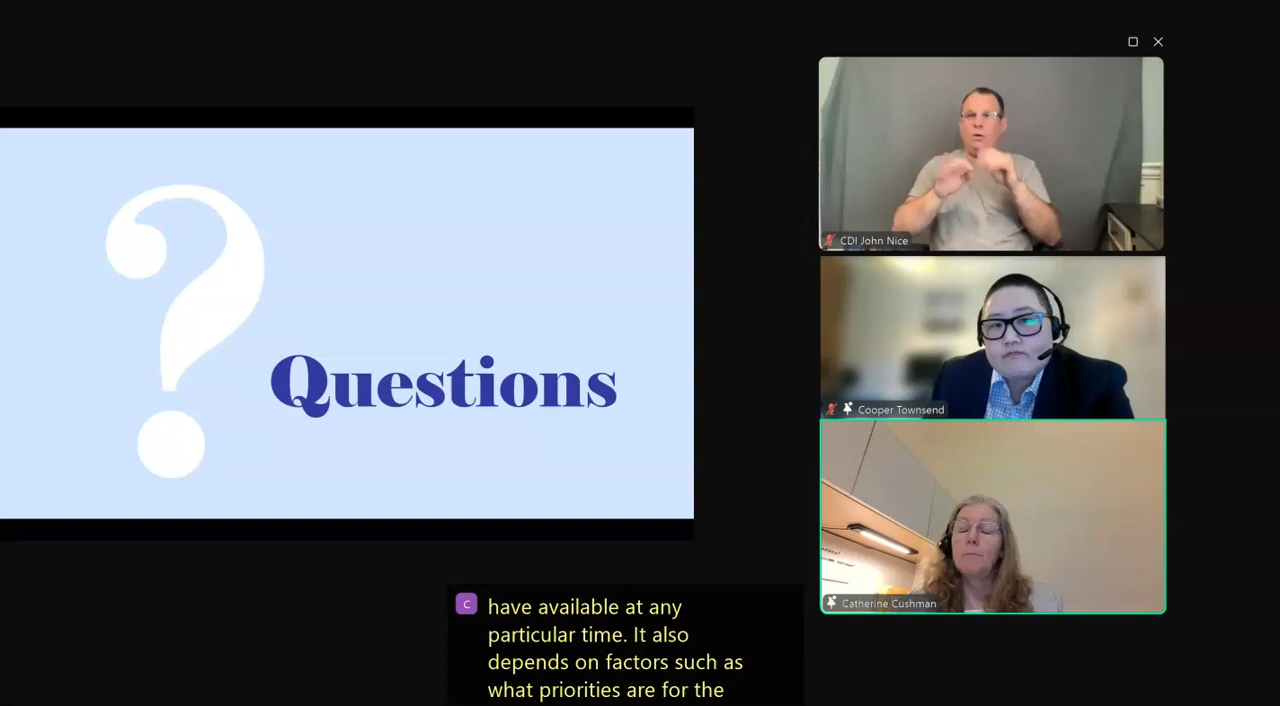 ?
Questions
CDI John Nice
Cooper Townsend
Catherine Cushman
C
have available at any
particular time. It also
depends on factors such as
what priorities are for the